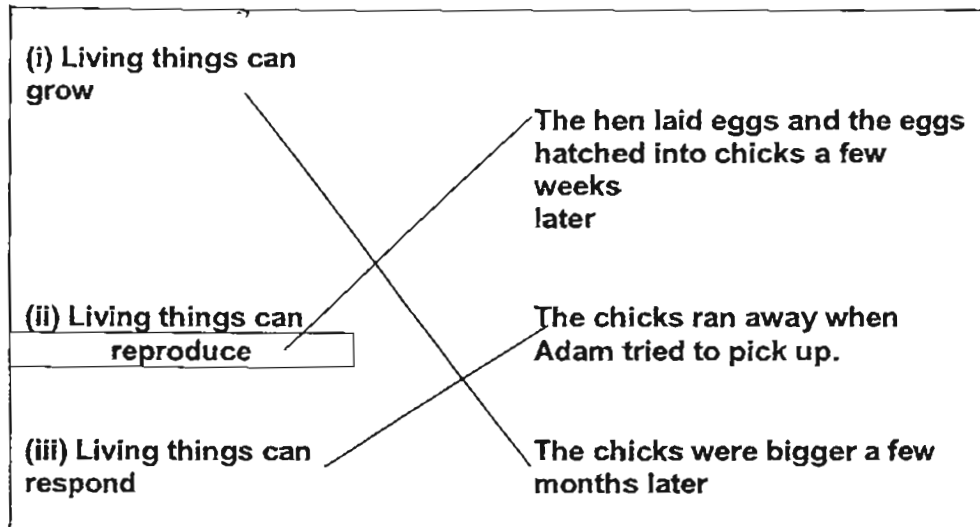 (i) Living things can
grow
The hen laid eggs and the eggs
hatched into chicks a few
weeks
later
(ii) Living things can
reproduce
The chicks ran away when
Adam tried to pick up.
(iii) Living things can
respond
The chicks were bigger a few
months later